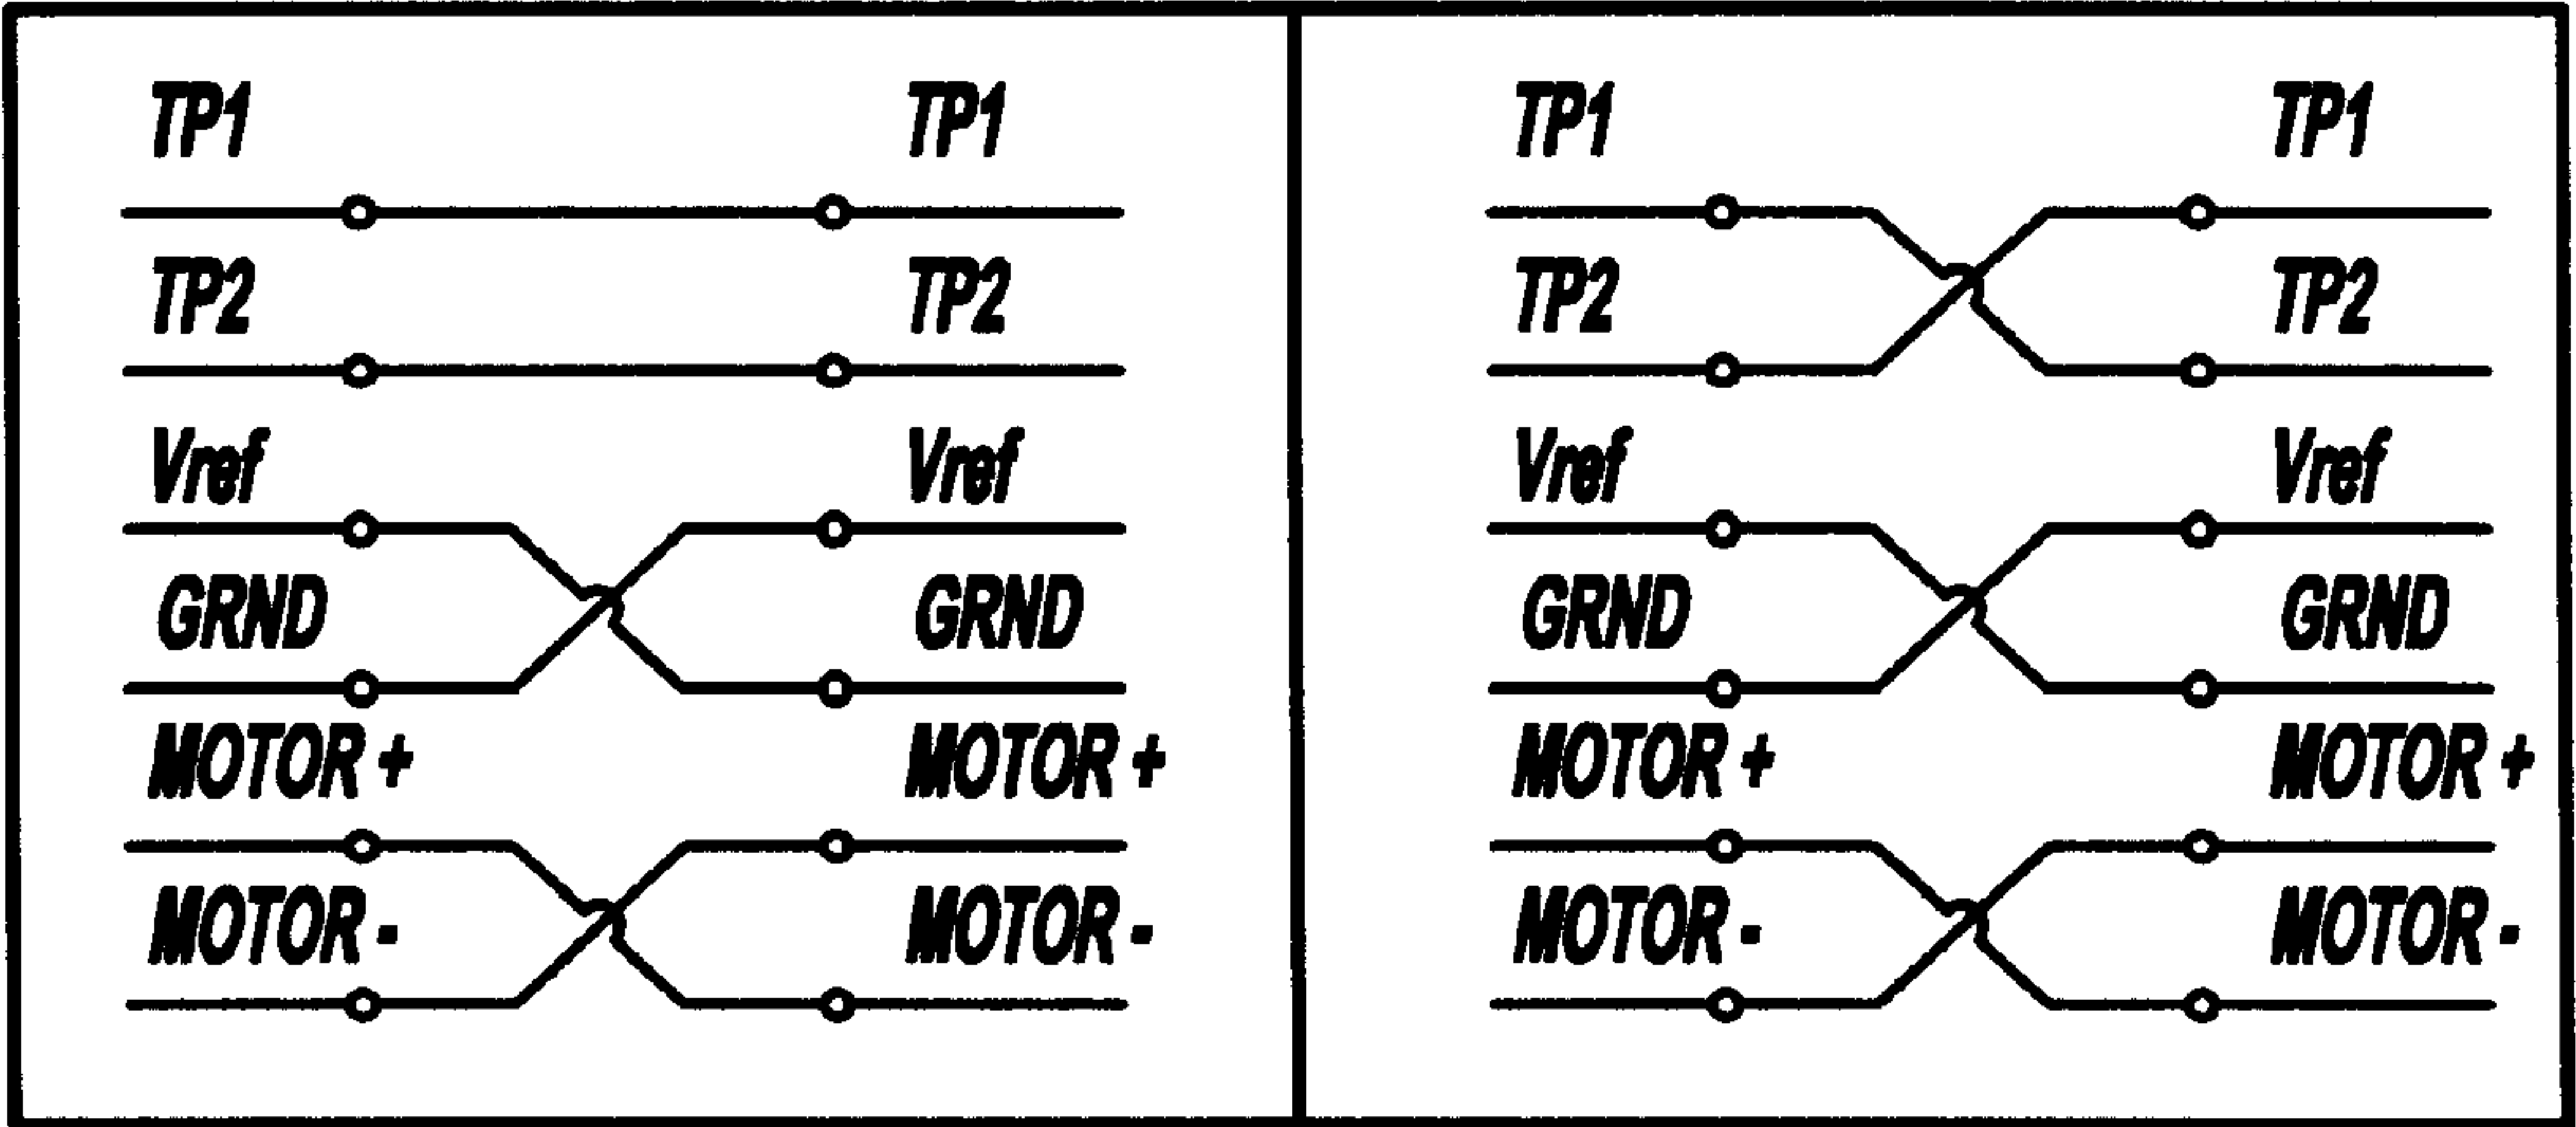 TP1 TP1
TP2 TP2
Vref Vref
GRND GRND
MOTOR + MOTOR +
MOTOR - MOTOR -
TP1 TP1
TP2 TP2
Vref Vref
GRND GRND
MOTOR + MOTOR +
MOTOR - MOTOR -